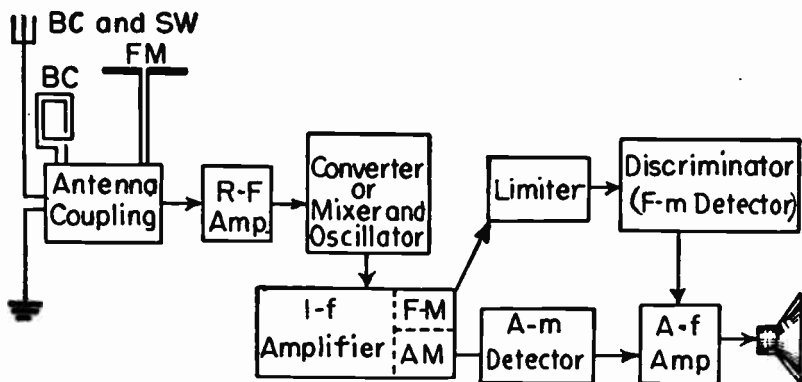 BC and SW
FM
BC
Antenna
Coupling
R-F
Amp
Converter
or
Mixer and
Oscillator
Limiter
Discriminator
(F-m Detector)
I-f
Amplifier
F-M
AM
A-m
Detector
A-f
Amp